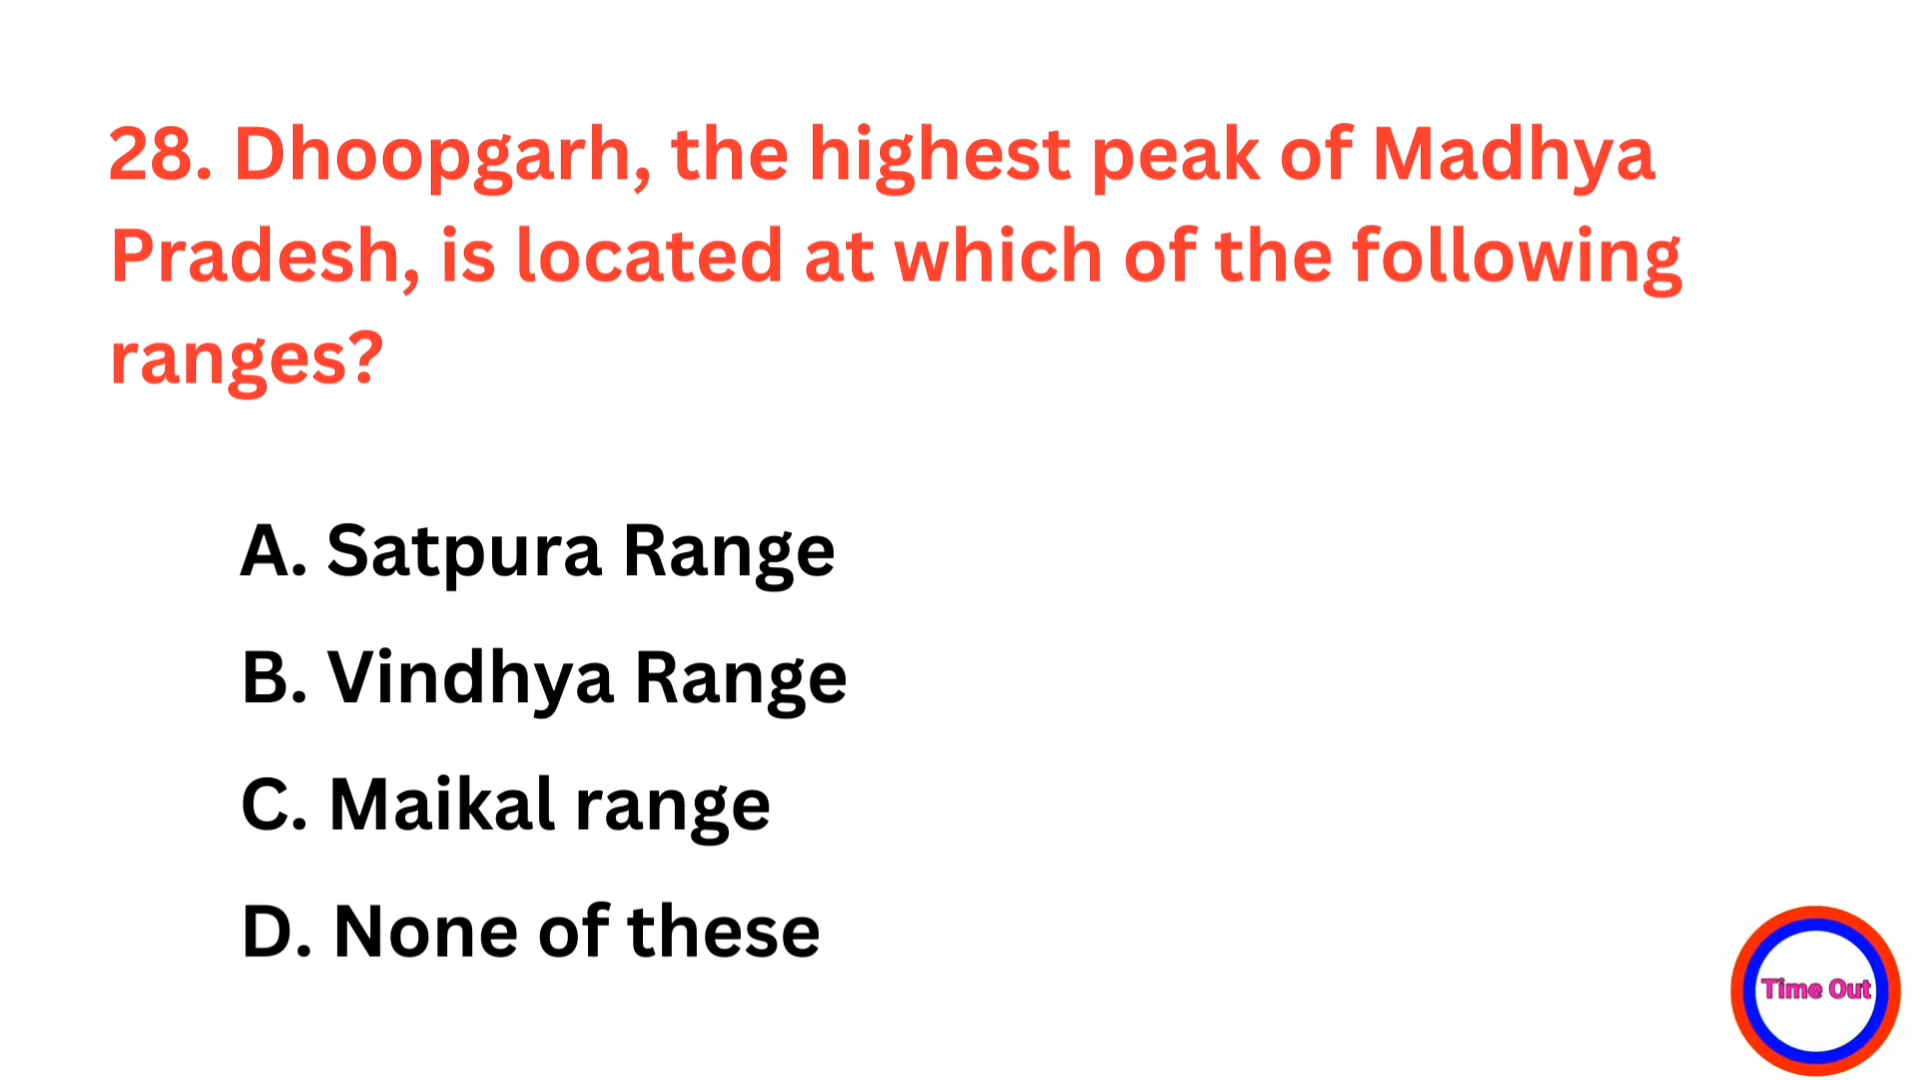 28. Dhoopgarh, the highest peak of Madhya
Pradesh, is located at which of the following
ranges?
A. Satpura Range
B. Vindhya Range
C. Maikal range
D. None of these
Time Out